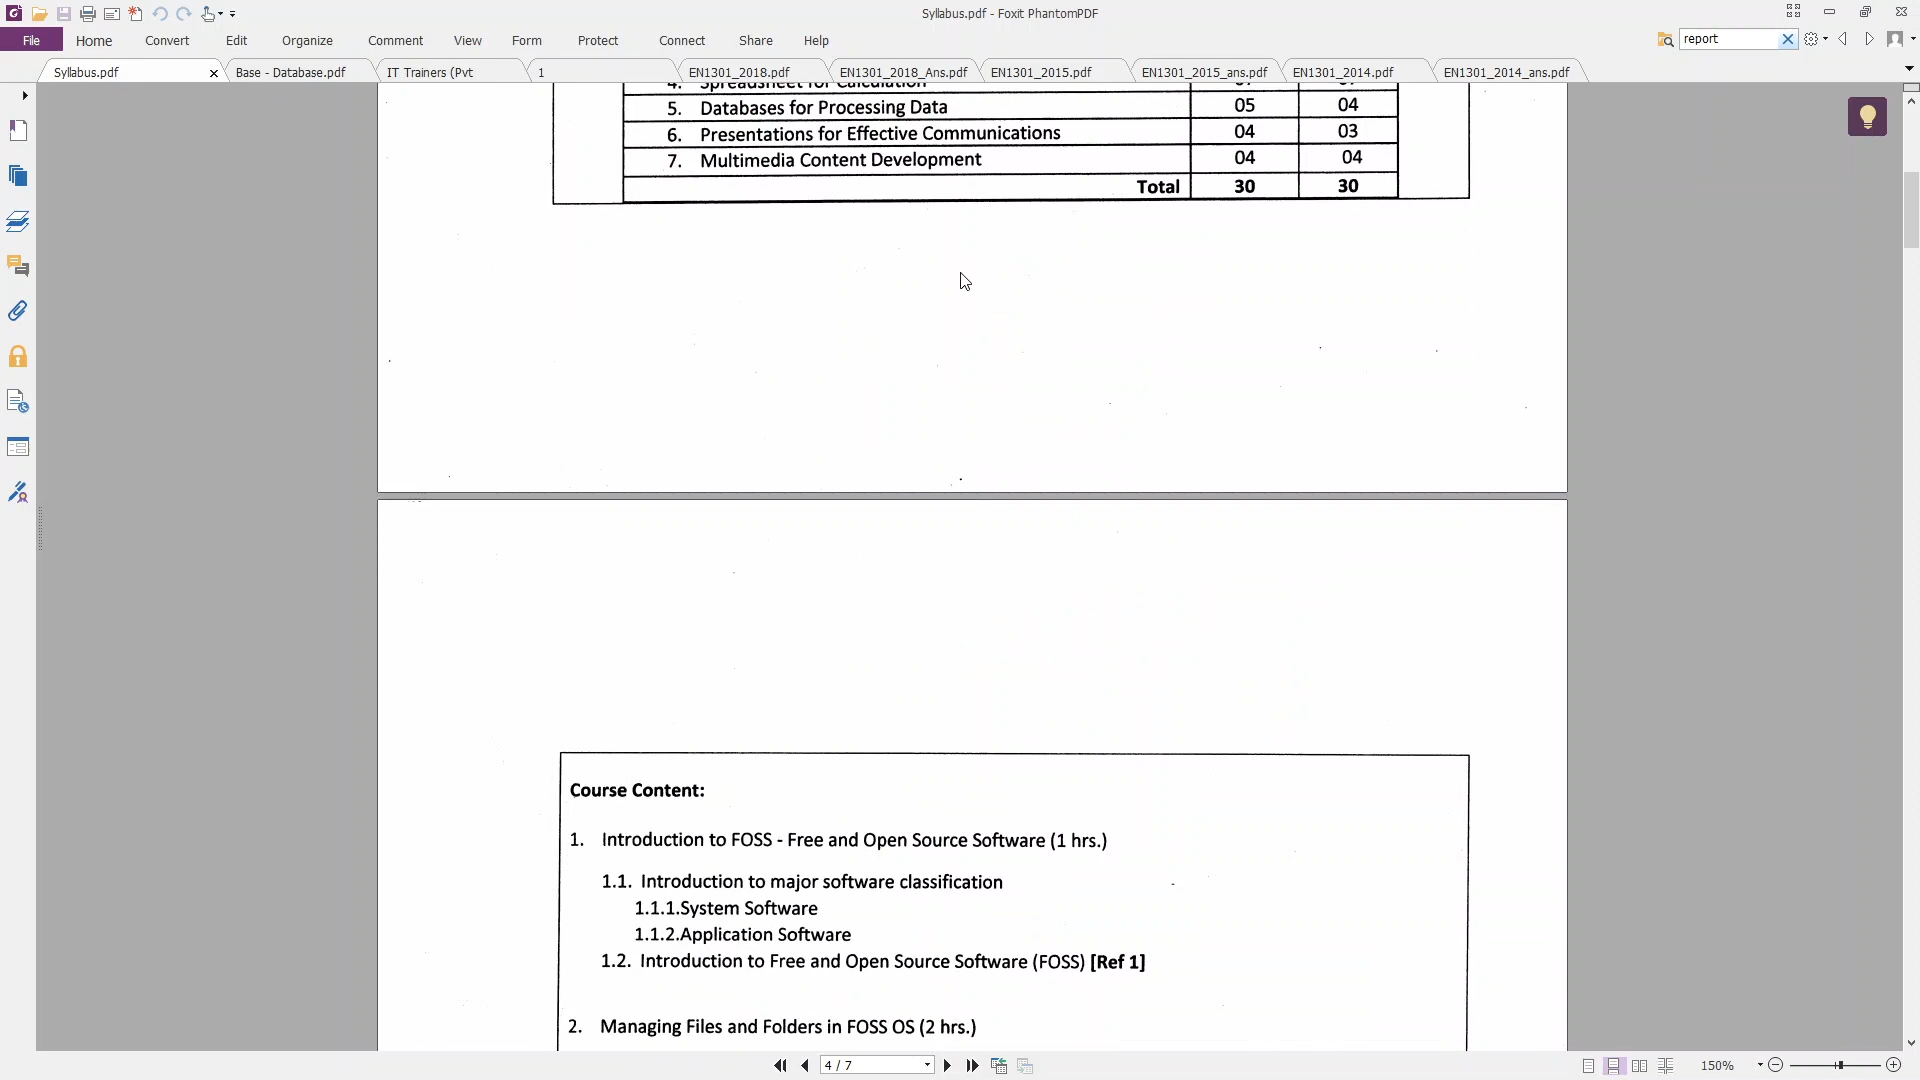 Syllabus.pdf - Foxit PhantomPDF
File Home Convert Edit Organize Comment View Form Protect Connect Share Help report
Syllabus.pdf Base - Database.pdf IT Trainers (Pvt 1 EN1301_2018.pdf EN1301_2018_Ans.pdf EN1301_2015.pdf EN1301_2015_ans.pdf EN1301_2014.pdf EN1301_2014_ans.pdf
4. Spreadsheet for Calculation
5. Databases for Processing Data 05 04
6. Presentations for Effective Communications 04 03
7. Multimedia Content Development 04 04
Total 30 30
Course Content:
1. Introduction to FOSS - Free and Open Source Software (1 hrs.)
1.1. Introduction to major software classification
1.1.1.System Software
1.1.2.Application Software
1.2. Introduction to Free and Open Source Software (FOSS) [Ref 1]
2. Managing Files and Folders in FOSS OS (2 hrs.)
4 / 7
150%